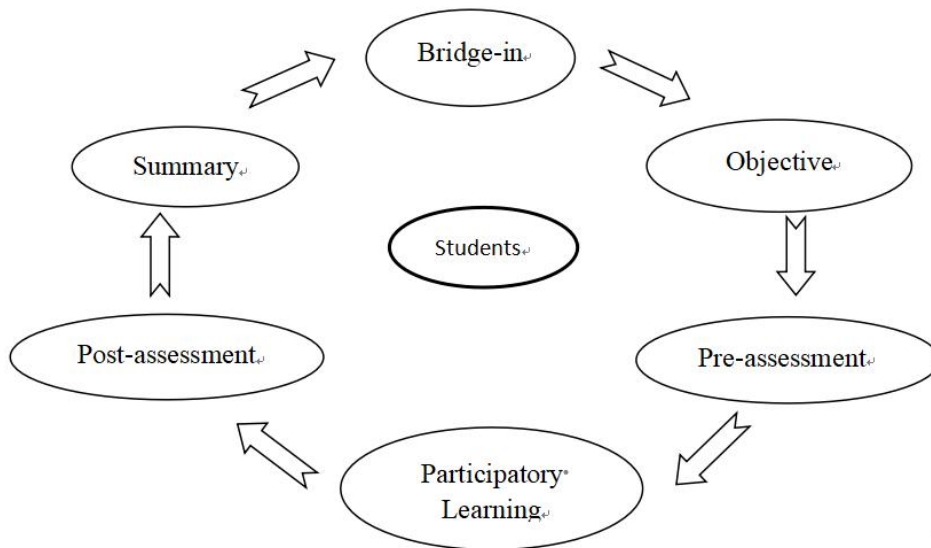 Bridge-in
Summary
Objective
Students
Post-assessment
Pre-assessment
Participatory
Learning